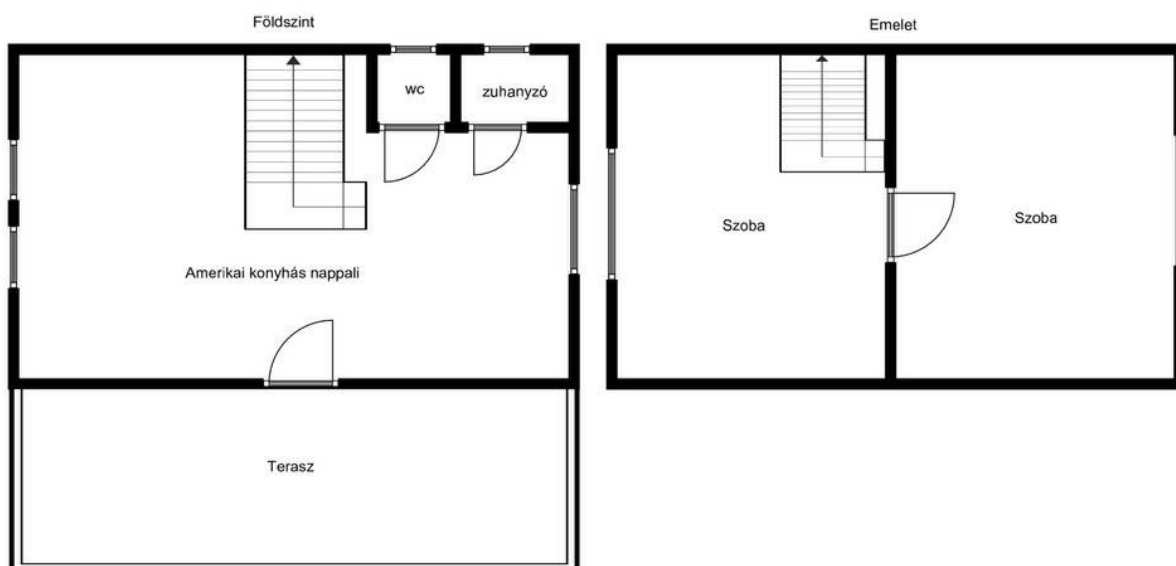 Földszint
wc
zuhanyzó
Amerikai konyhás nappali
Terasz
Emelet
Szoba
Szoba